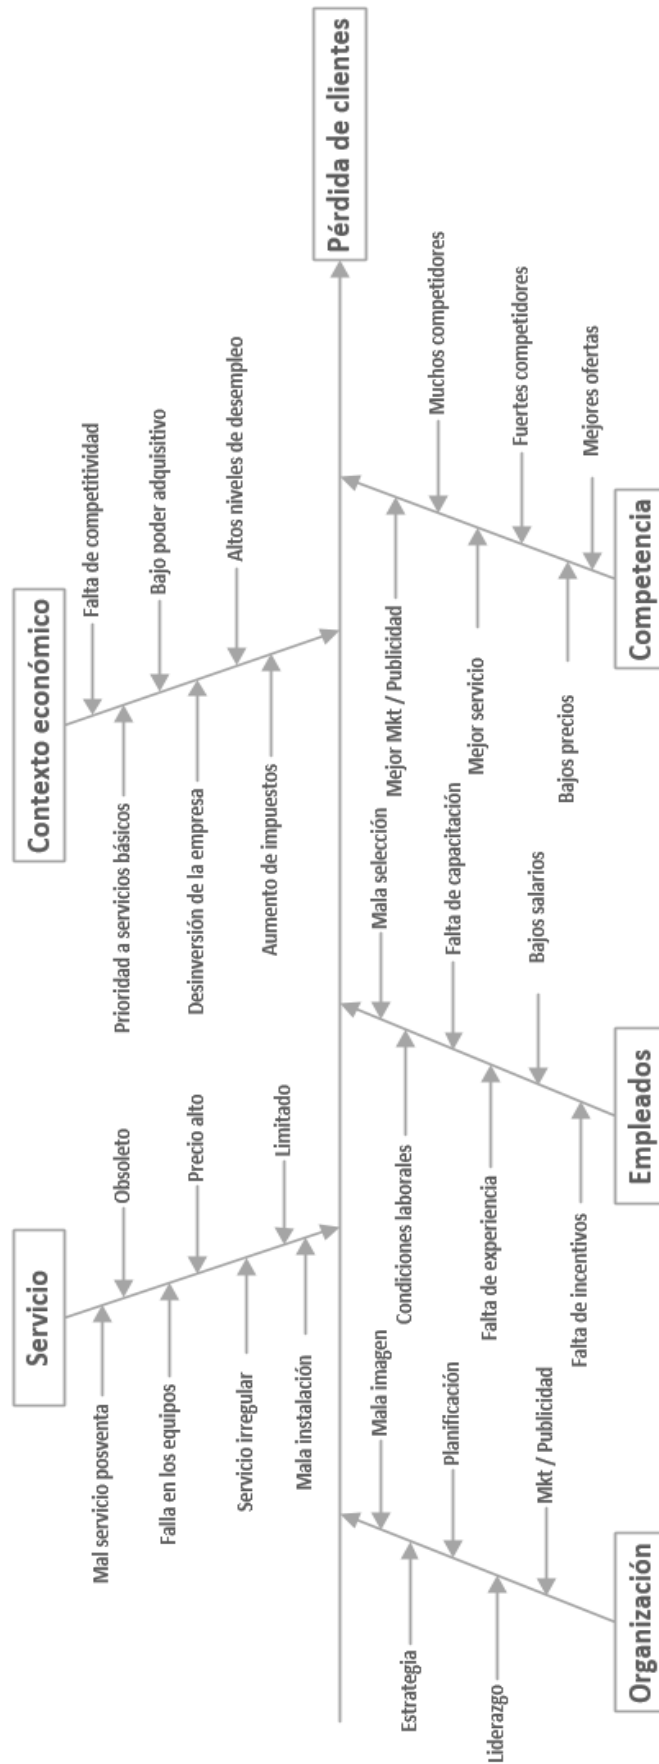 Servicio
Mal servicio posventa
Obsoleto
Falla en los equipos
Precio alto
Servicio irregular
Limitado
Mala instalación
Contexto económico
Falta de competitividad
Prioridad a servicios básicos
Bajo poder adquisitivo
Desinversión de la empresa
Altos niveles de desempleo
Aumento de impuestos
Pérdida de clientes
Organización
Mala imagen
Estrategia
Planificación
Liderazgo
Mkt / Publicidad
Empleados
Mala selección
Condiciones laborales
Falta de capacitación
Falta de experiencia
Bajos salarios
Falta de incentivos
Competencia
Mejor Mkt / Publicidad
Muchos competidores
Mejor servicio
Fuertes competidores
Bajos precios
Mejores ofertas